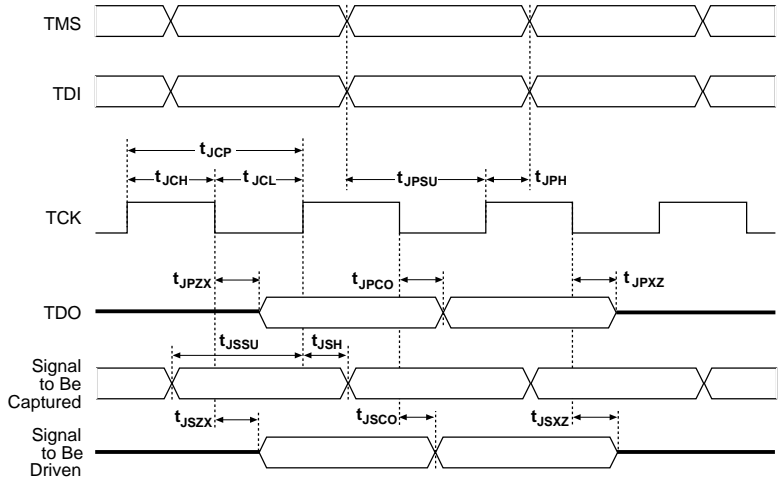 TMS
TDI
tJCP
tJCH
tJCL
tJPSU
tJPH
TCK
tJPZX
tJPCO
tJPXZ
TDO
tJSSU
tJSH
Signal
to Be
Captured
tJSZX
tJSCO
tJSXZ
Signal
to Be
Driven